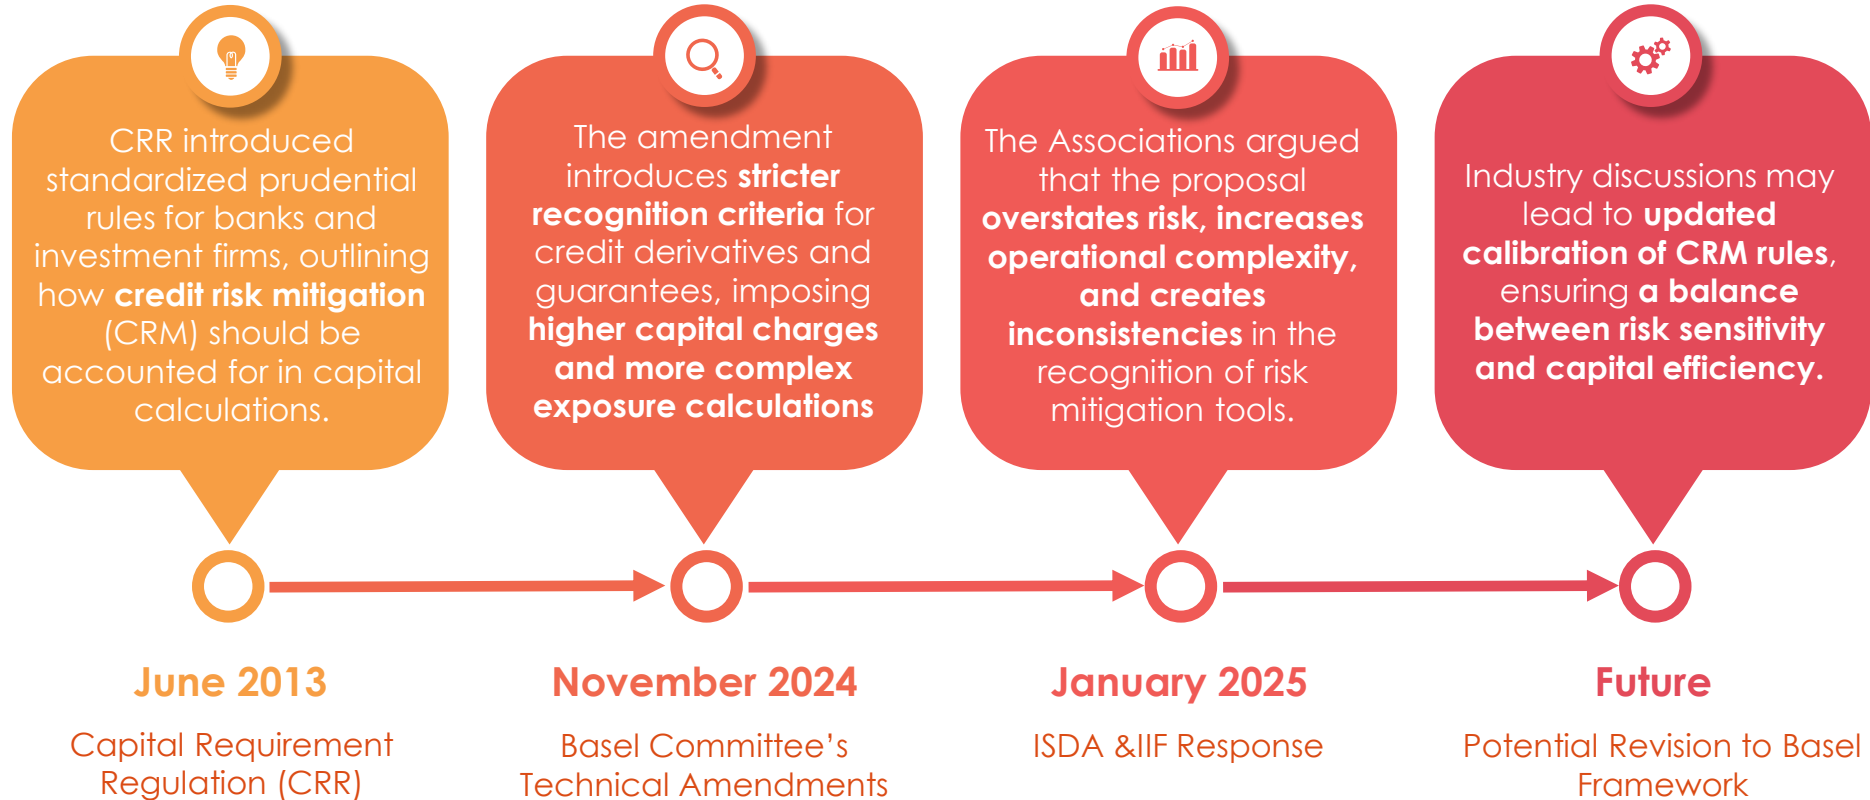 CRR introduced
standardized prudential
rules for banks and
investment firms, outlining
how credit risk mitigation
(CRM) should be
accounted for in capital
calculations.
The amendment
introduces stricter
recognition criteria for
credit derivatives and
guarantees, imposing
higher capital charges
and more complex
exposure calculations
The Associations argued
that the proposal
overstates risk, increases
operational complexity,
and creates
inconsistencies in the
recognition of risk
mitigation tools.
Industry discussions may
lead to updated
calibration of CRM rules,
ensuring a balance
between risk sensitivity
and capital efficiency.
June 2013
Capital Requirement
Regulation (CRR)
November 2024
Basel Committee’s
Technical Amendments
January 2025
ISDA &IIF Response
Future
Potential Revision to Basel
Framework